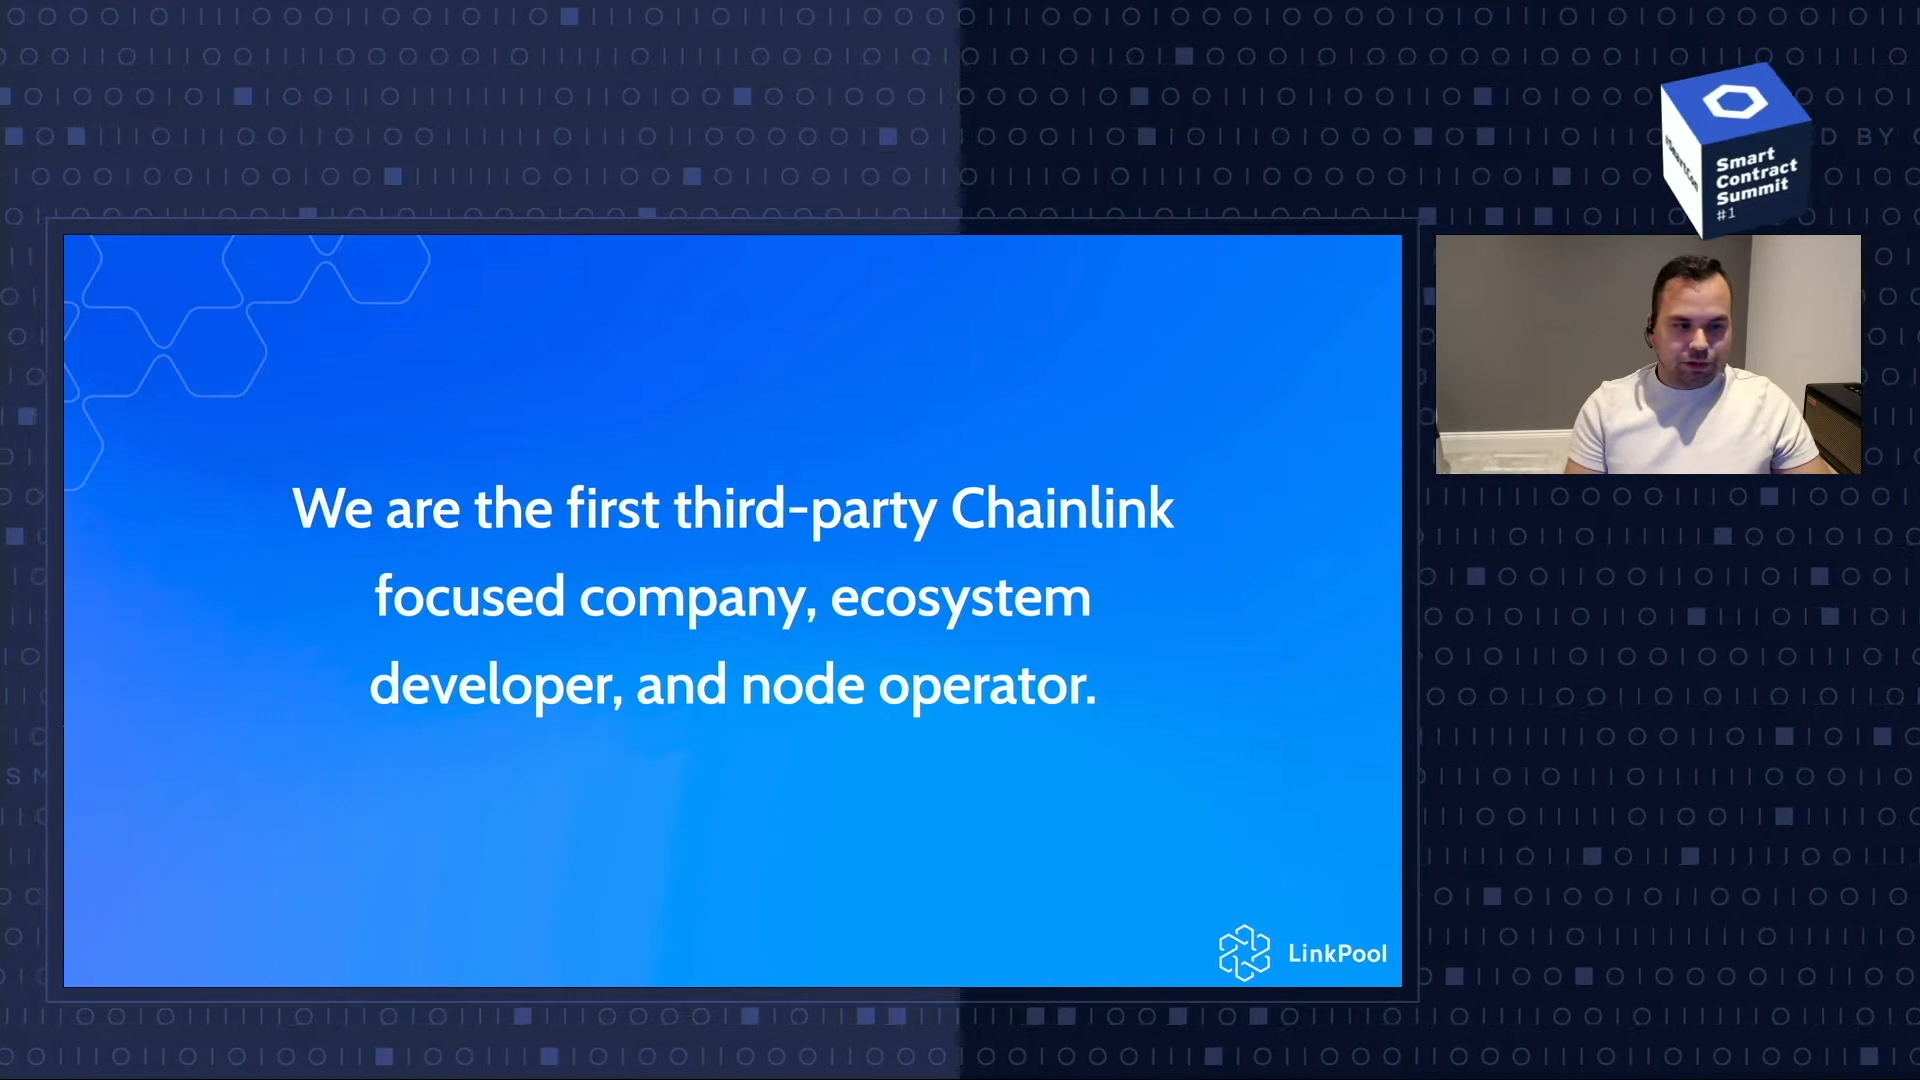 Smart
Contract
Summit
#1
We are the first third-party Chainlink
focused company, ecosystem
developer, and node operator.
LinkPool